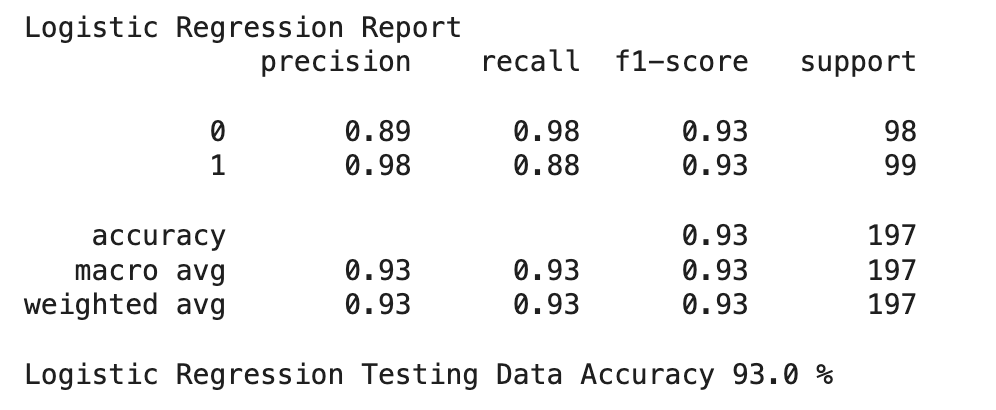 Logistic Regression Report
precision recall f1-score support
0 0.89 0.98 0.93 98
1 0.98 0.88 0.93 99
accuracy 0.93 197
macro avg 0.93 0.93 0.93 197
weighted avg 0.93 0.93 0.93 197
Logistic Regression Testing Data Accuracy 93.0 %